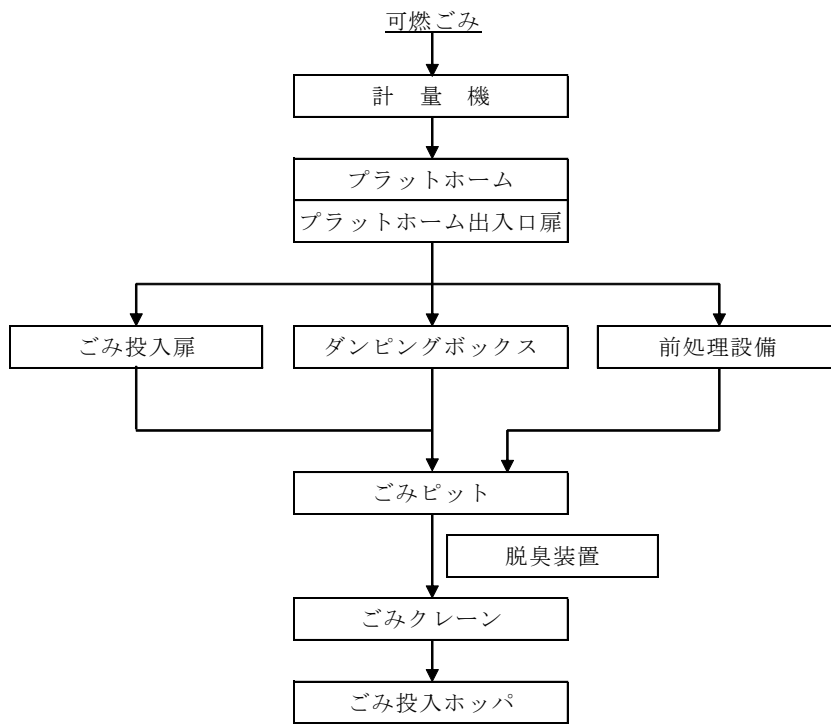 可燃ごみ
計　量　機
プラットホーム
プラットホーム出入口扉
ごみ投入扉
ダンピングボックス
前処理設備
ごみピット
脱臭装置
ごみクレーン
ごみ投入ホッパ